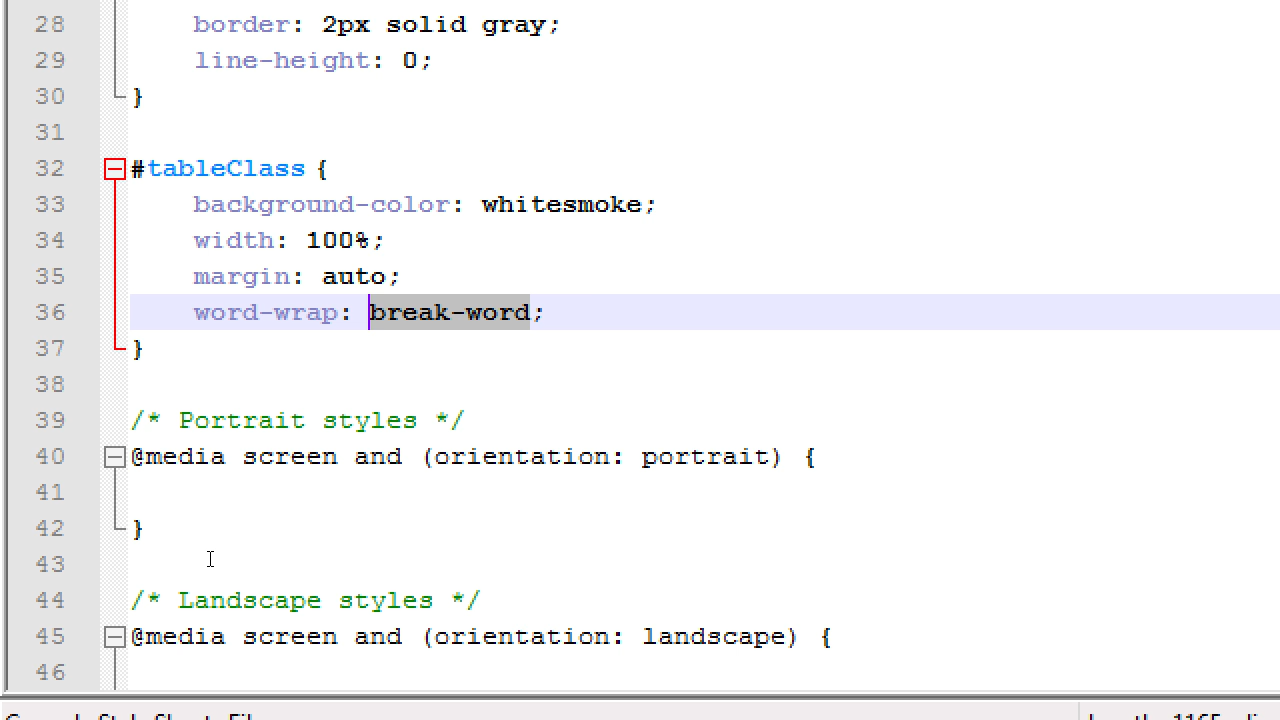 28 border: 2px solid gray;
29 line-height: 0;
30 }
31
32 #tableClass {
33 background-color: whitesmoke;
34 width: 100%;
35 margin: auto;
36 word-wrap: break-word;
37 }
38
39 /* Portrait styles */
40 @media screen and (orientation: portrait) {
41
42 }
43
44 /* Landscape styles */
45 @media screen and (orientation: landscape) {
46